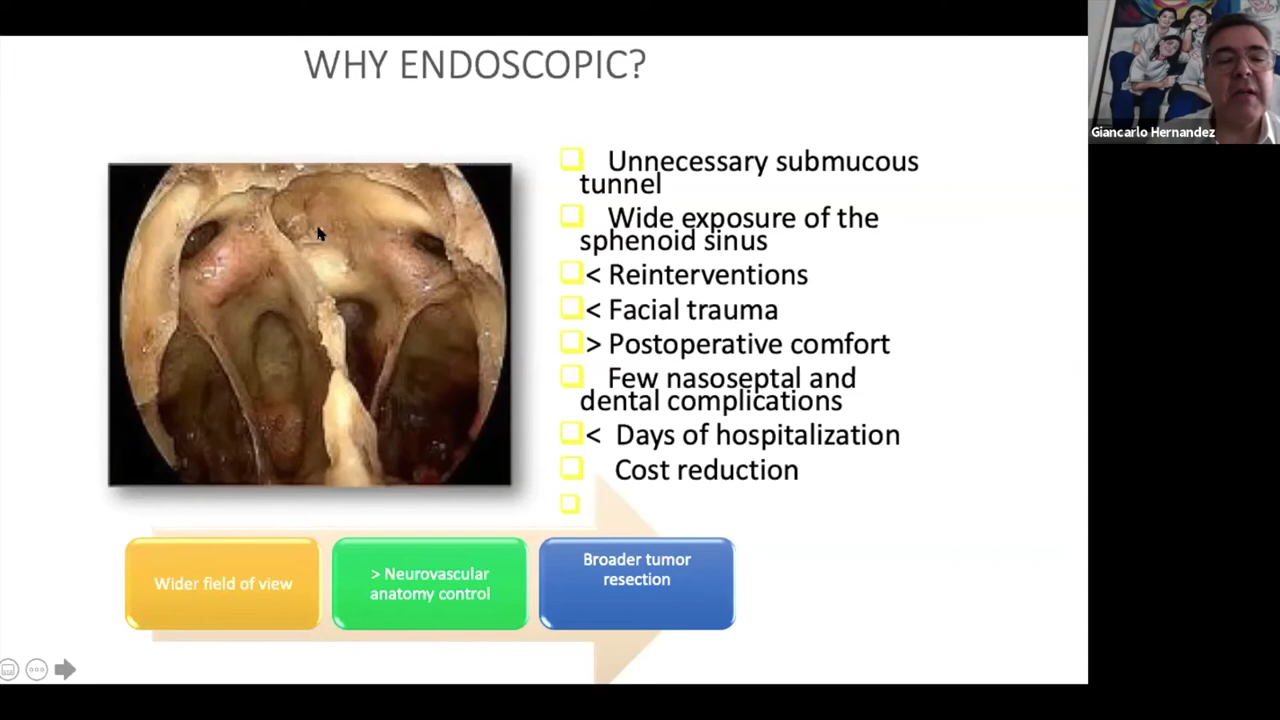 WHY ENDOSCOPIC?
Giancarlo Hernandez
Unnecessary submucous
tunnel
Wide exposure of the
sphenoid sinus
< Reinterventions
< Facial trauma
> Postoperative comfort
Few nasoseptal and
dental complications
< Days of hospitalization
Cost reduction
Wider field of view
> Neurovascular
anatomy control
Broader tumor
resection